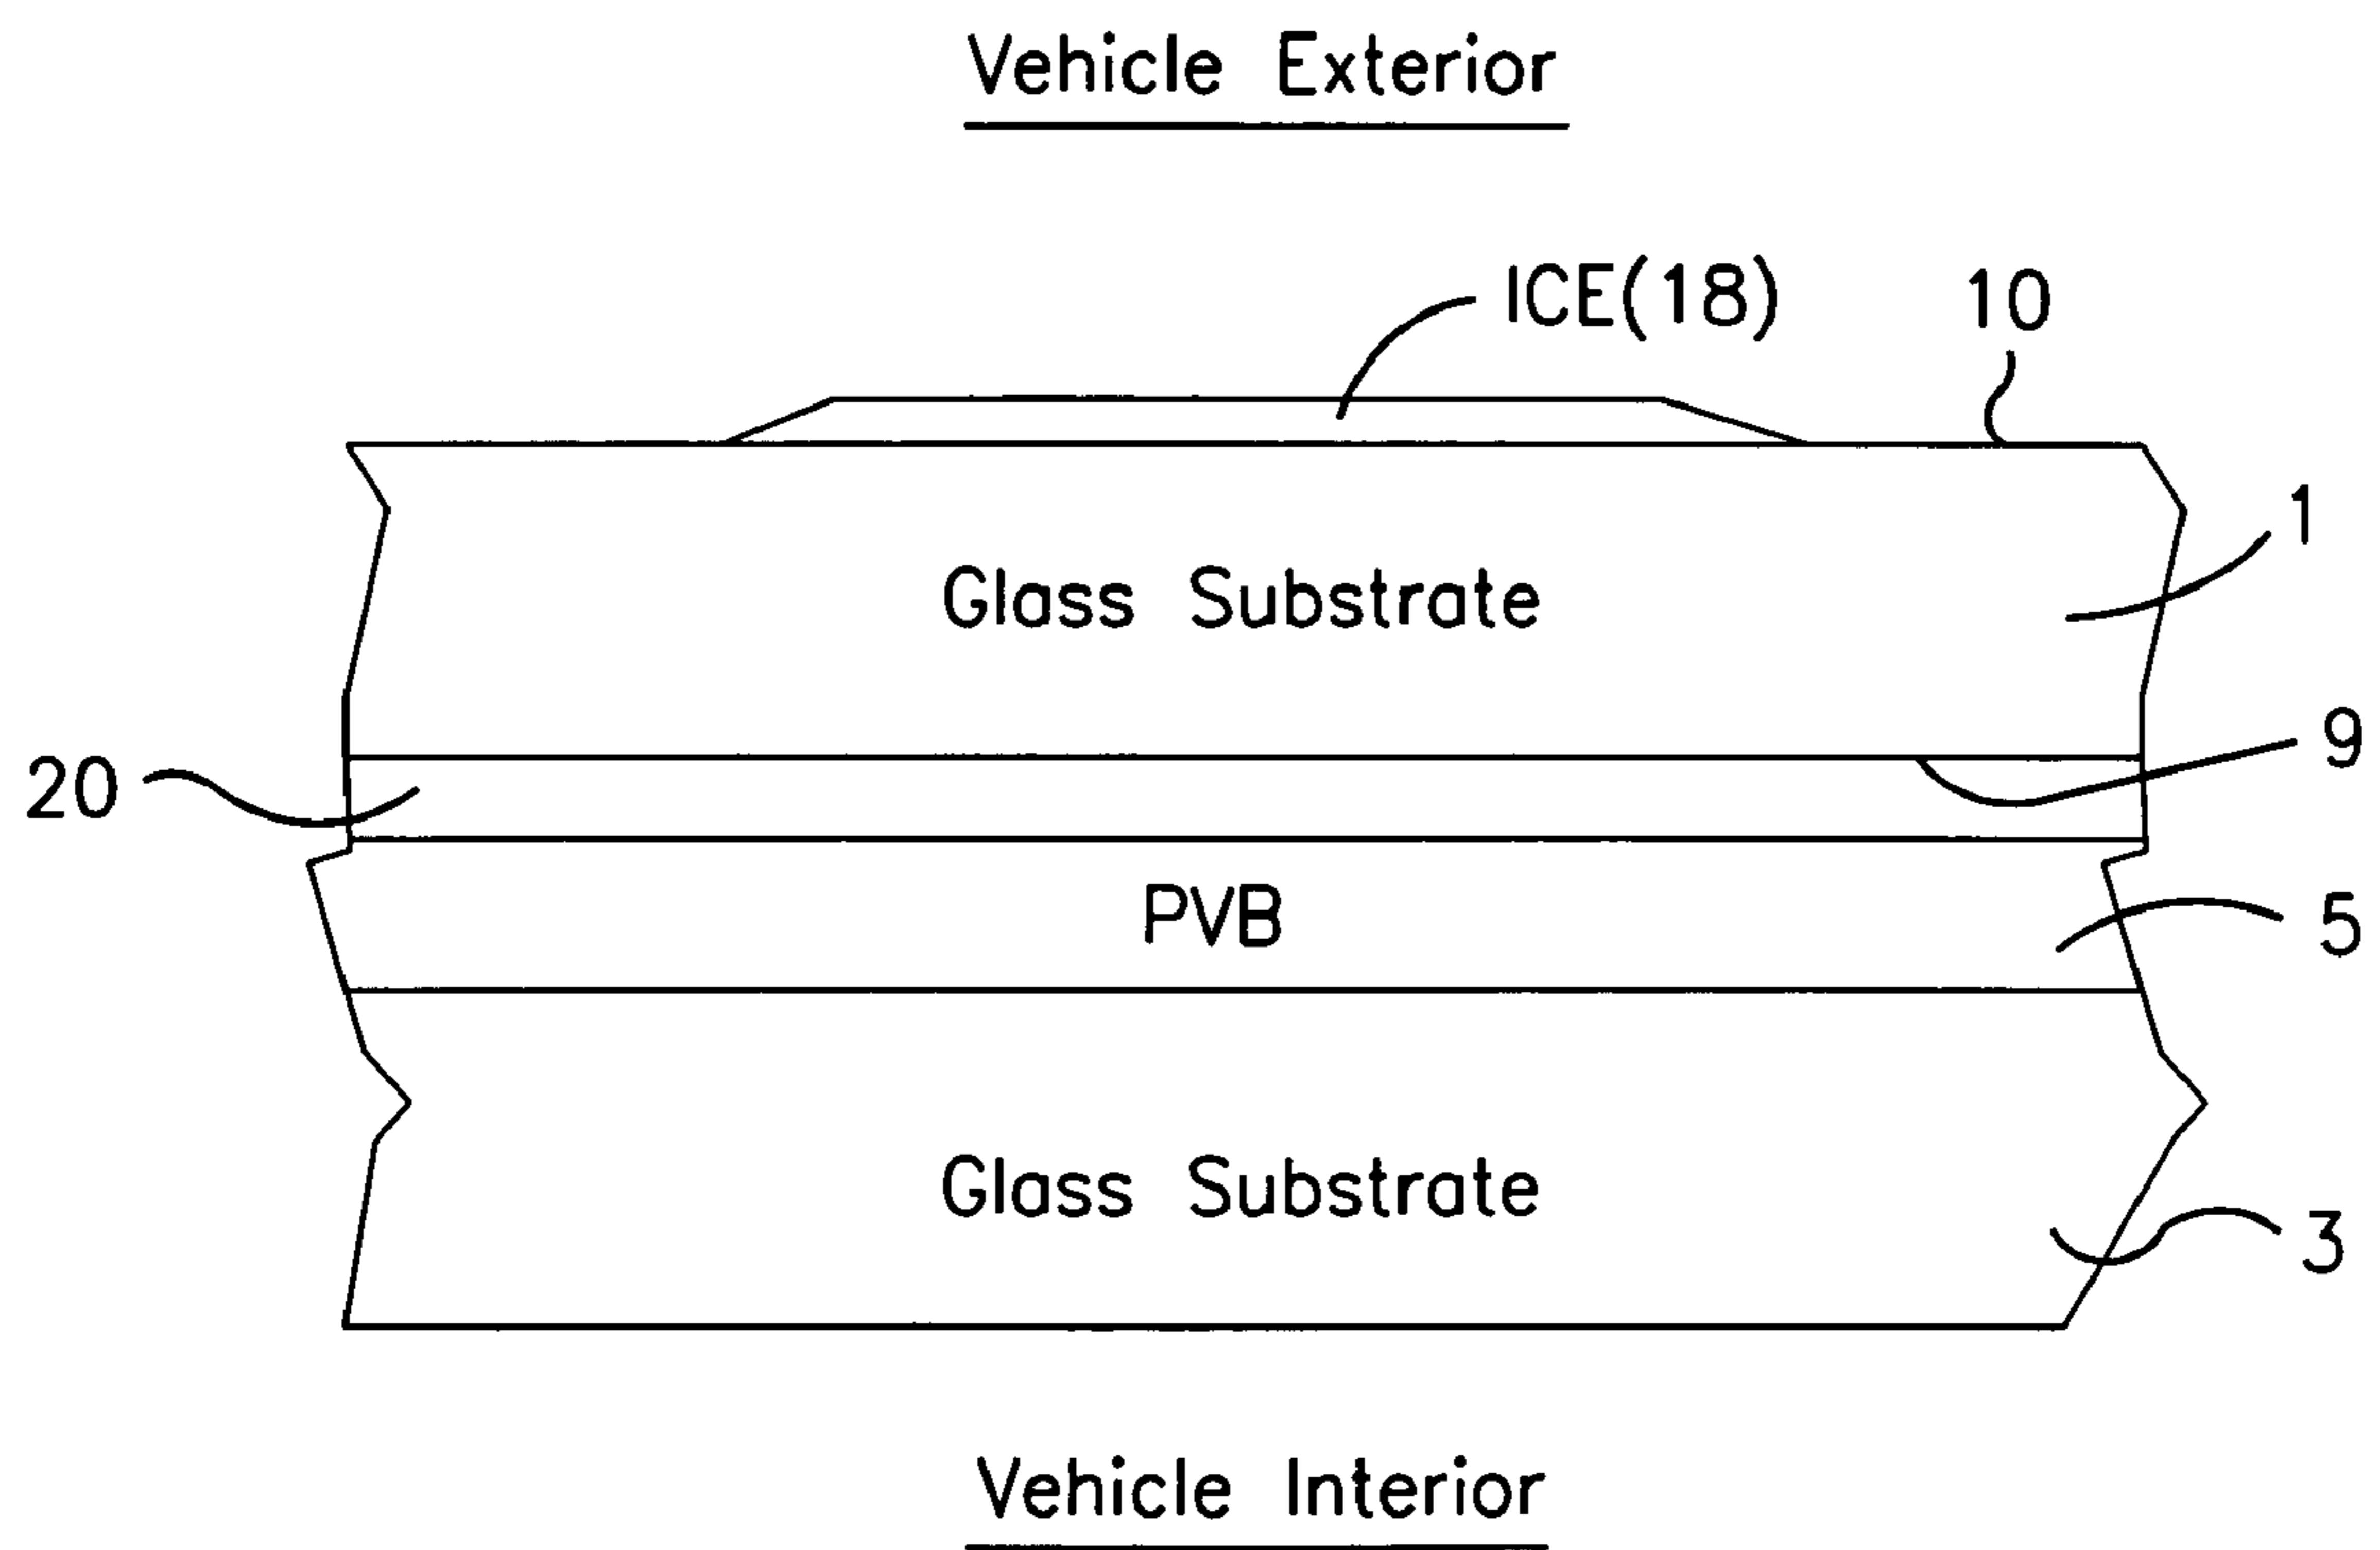 Vehicle Exterior
ICE(18)
10
1
Glass Substrate
9
20
PVB
5
Glass Substrate
3
Vehicle Interior